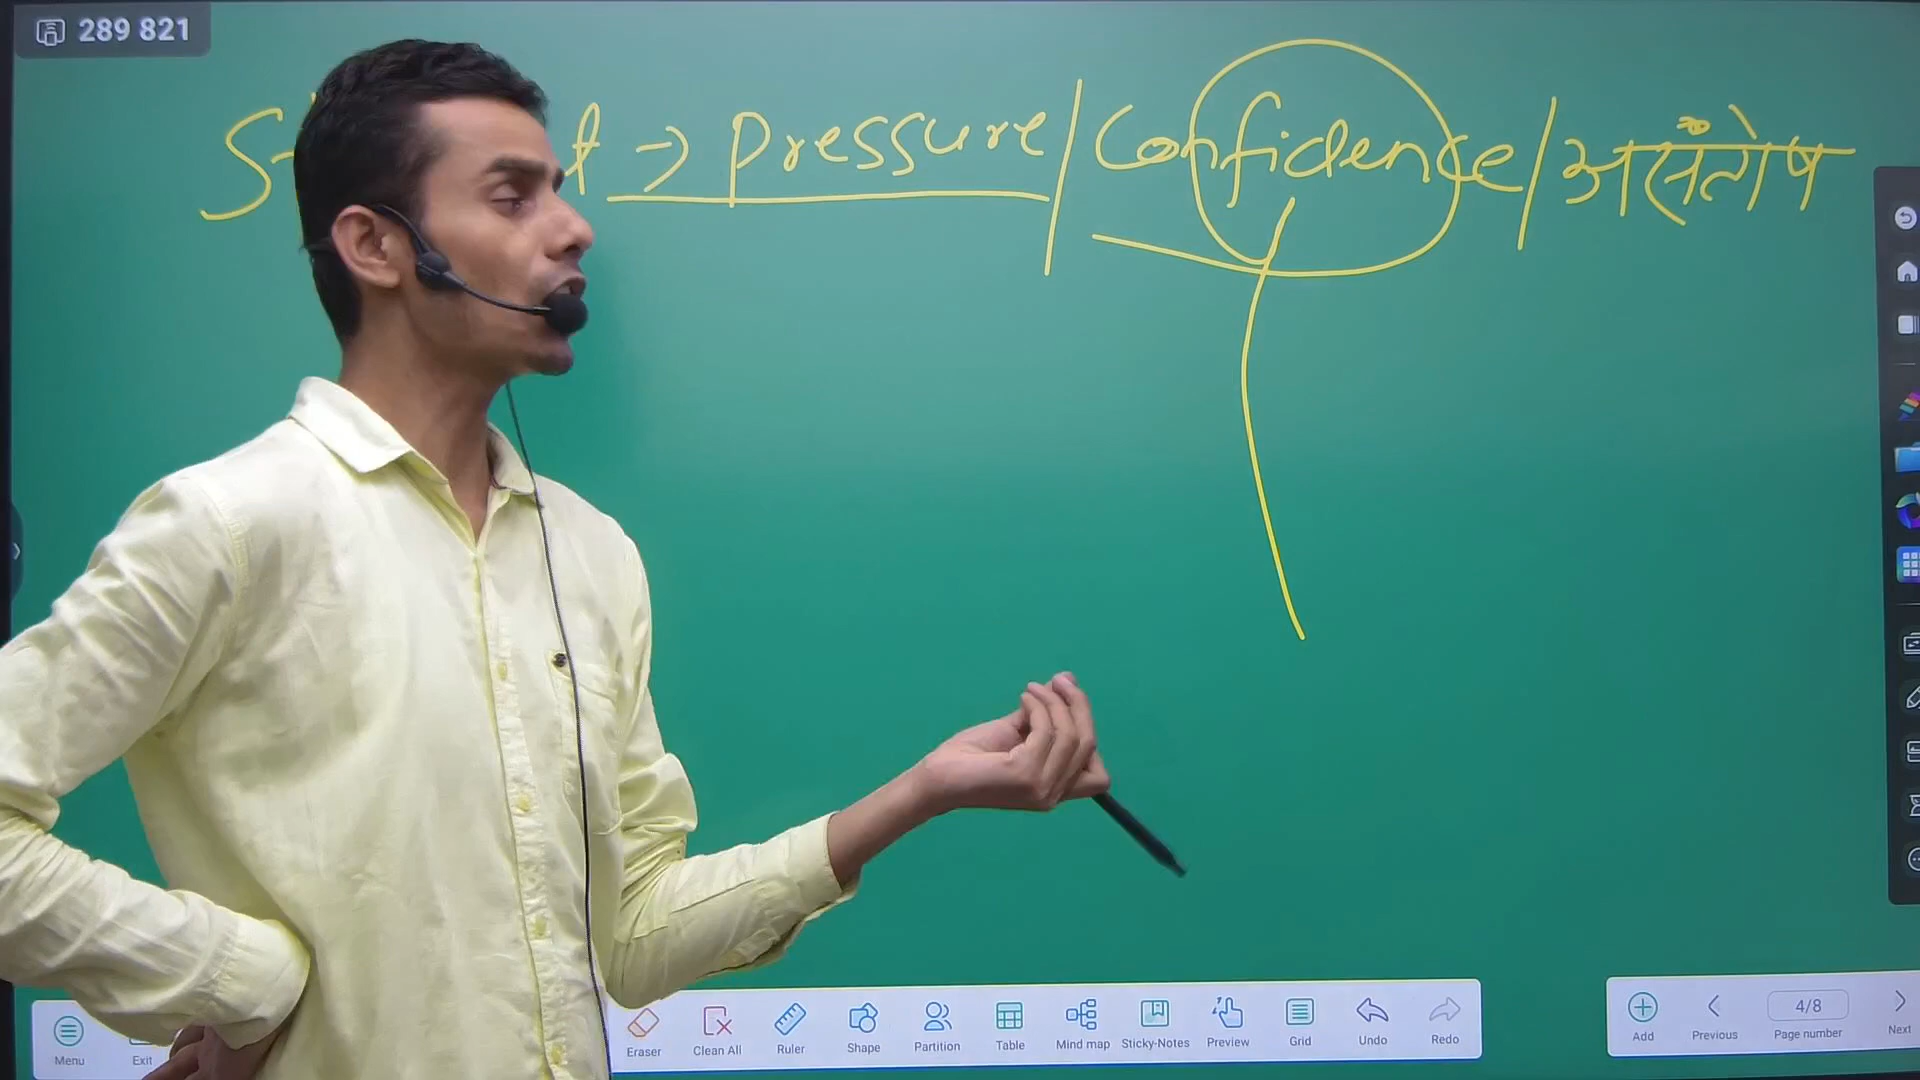 289 821
→ Pressure / Confidence / असंतोष
Menu
Exit
Eraser
Clean All
Ruler
Shape
Partition
Table
Mind map
Sticky-Notes
Preview
Grid
Undo
Redo
Add
Previous
4/8
Page number
Next